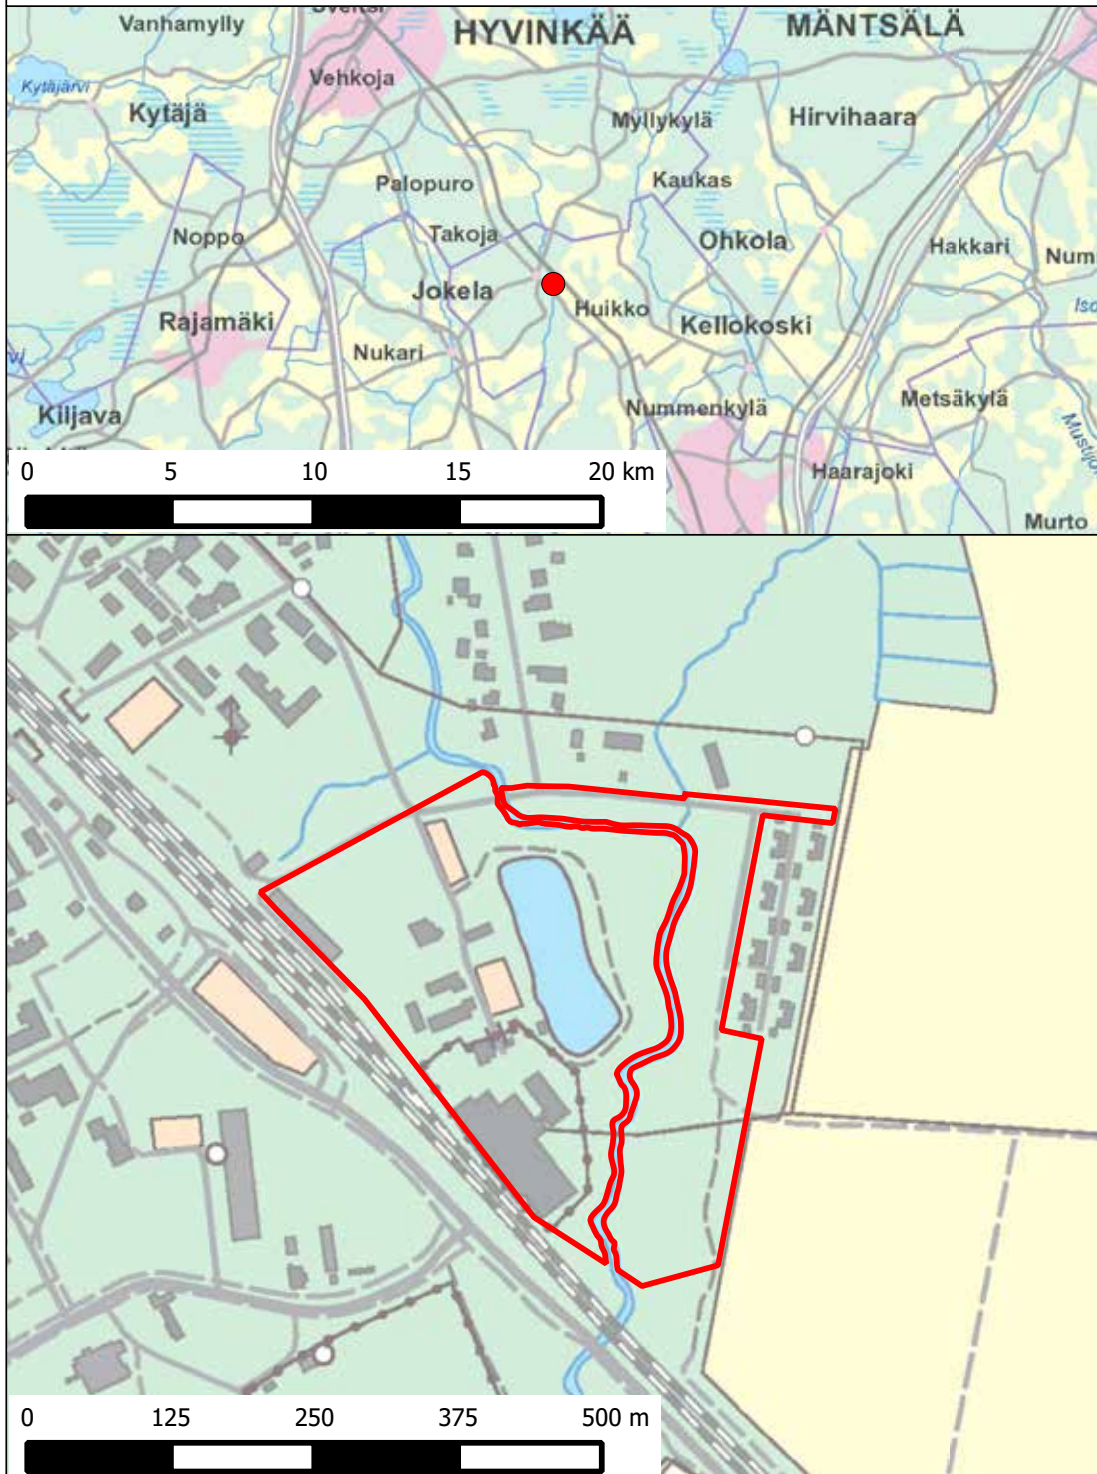 Vanhamylly
HYVINKÄÄ
MÄNTSÄLÄ
Kytäjärvi
Vehkoja
Kytäjä
Myllykylä
Hirvihaara
Palopuro
Kaukas
Noppo
Takoja
Ohkola
Hakkari
Jokela
Huikko
Rajamäki
Kellokoski
Nukari
Kiljava
Nummenkylä
Metsäkylä
Haarajoki
Murto
0 5 10 15 20 km
0 125 250 375 500 m